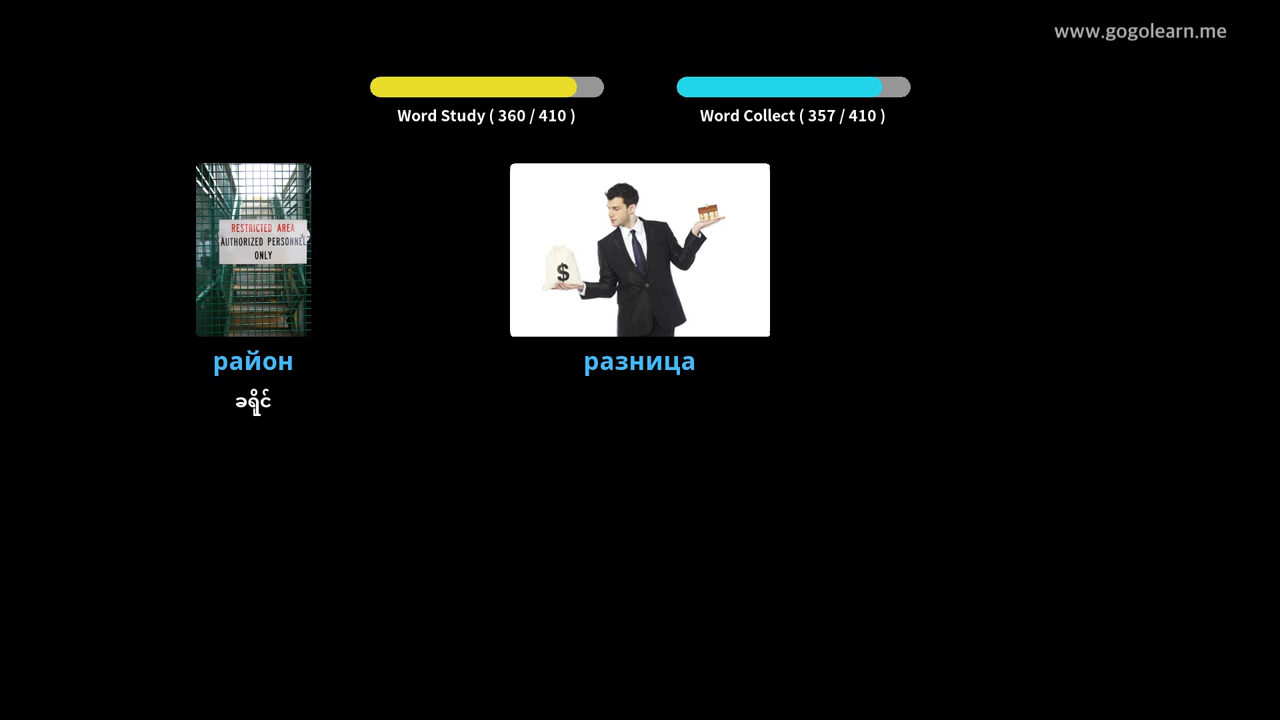 www.gogolearn.me
Word Study ( 360 / 410 )
Word Collect ( 357 / 410 )
RESTRICTED AREA
AUTHORIZED PERSONNEL
ONLY
$
район
разница
ခရိုင်